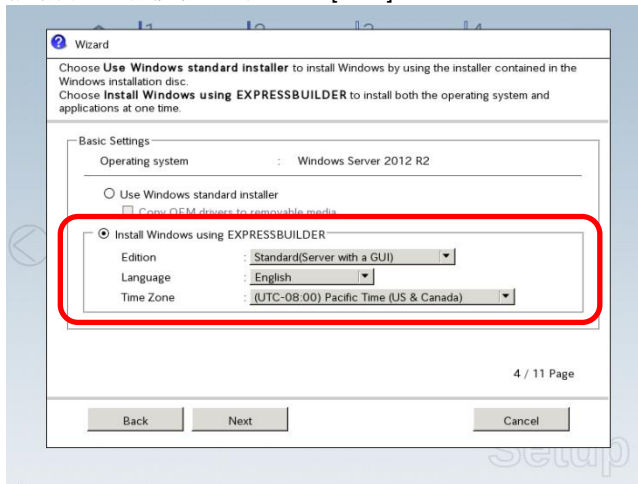 Wizard
Choose Use Windows standard installer to install Windows by using the installer contained in the
Windows installation disc.
Choose Install Windows using EXPRESSBUILDER to install both the operating system and
applications at one time.
Basic Settings
Operating system : Windows Server 2012 R2
Use Windows standard installer
Copy OEM drivers to removable media
Install Windows using EXPRESSBUILDER
Edition : Standard(Server with a GUI)
Language : English
Time Zone : (UTC-08:00) Pacific Time (US & Canada)
4 / 11 Page
Back Next Cancel
Setup